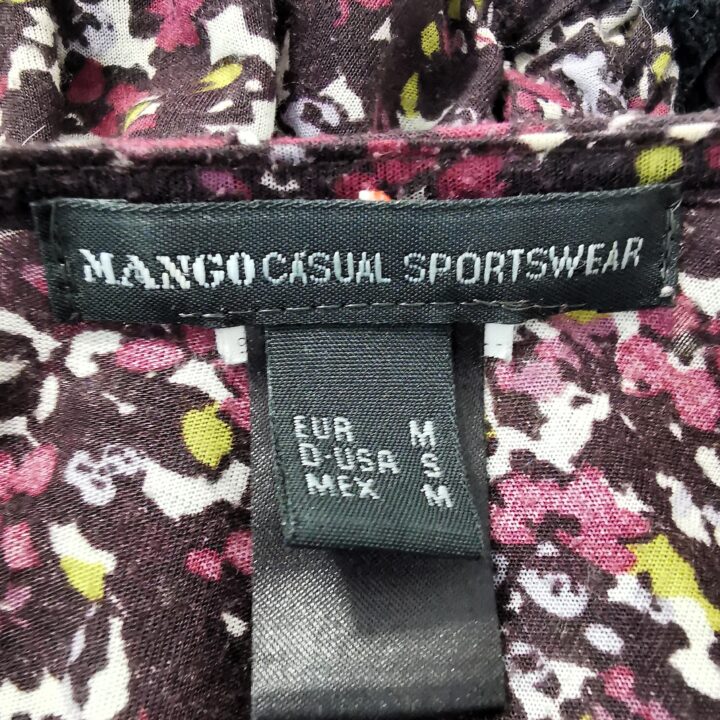 MANGO CASUAL SPORTSWEAR
EUR M
D-USA S
MEX M